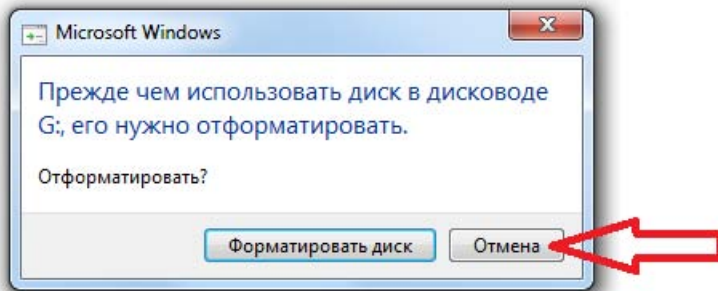 Microsoft Windows
Прежде чем использовать диск в дисководе
G:, его нужно отформатировать.
Отформатировать?
Форматировать диск Отмена